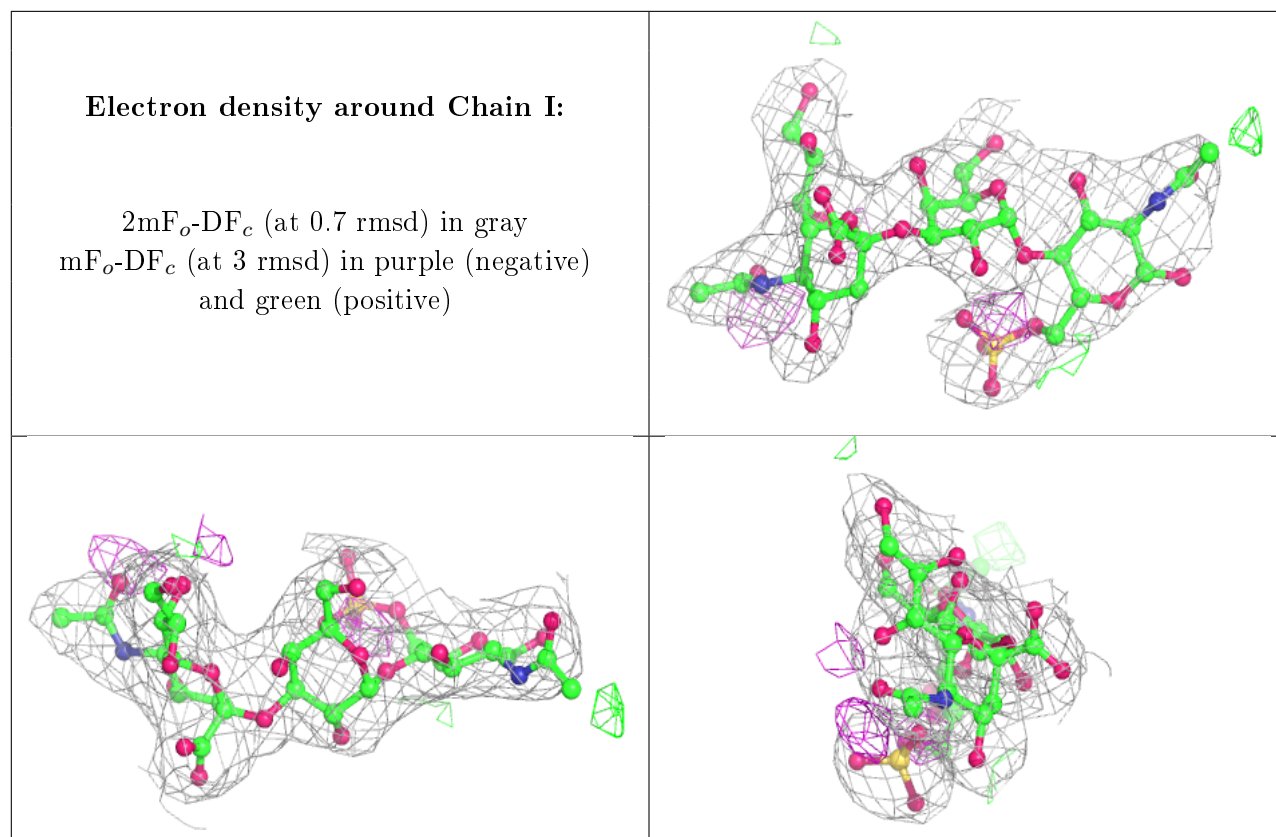 Electron density around Chain I:
2mFₒ-DF𝒸 (at 0.7 rmsd) in gray
mFₒ-DF𝒸 (at 3 rmsd) in purple (negative)
and green (positive)